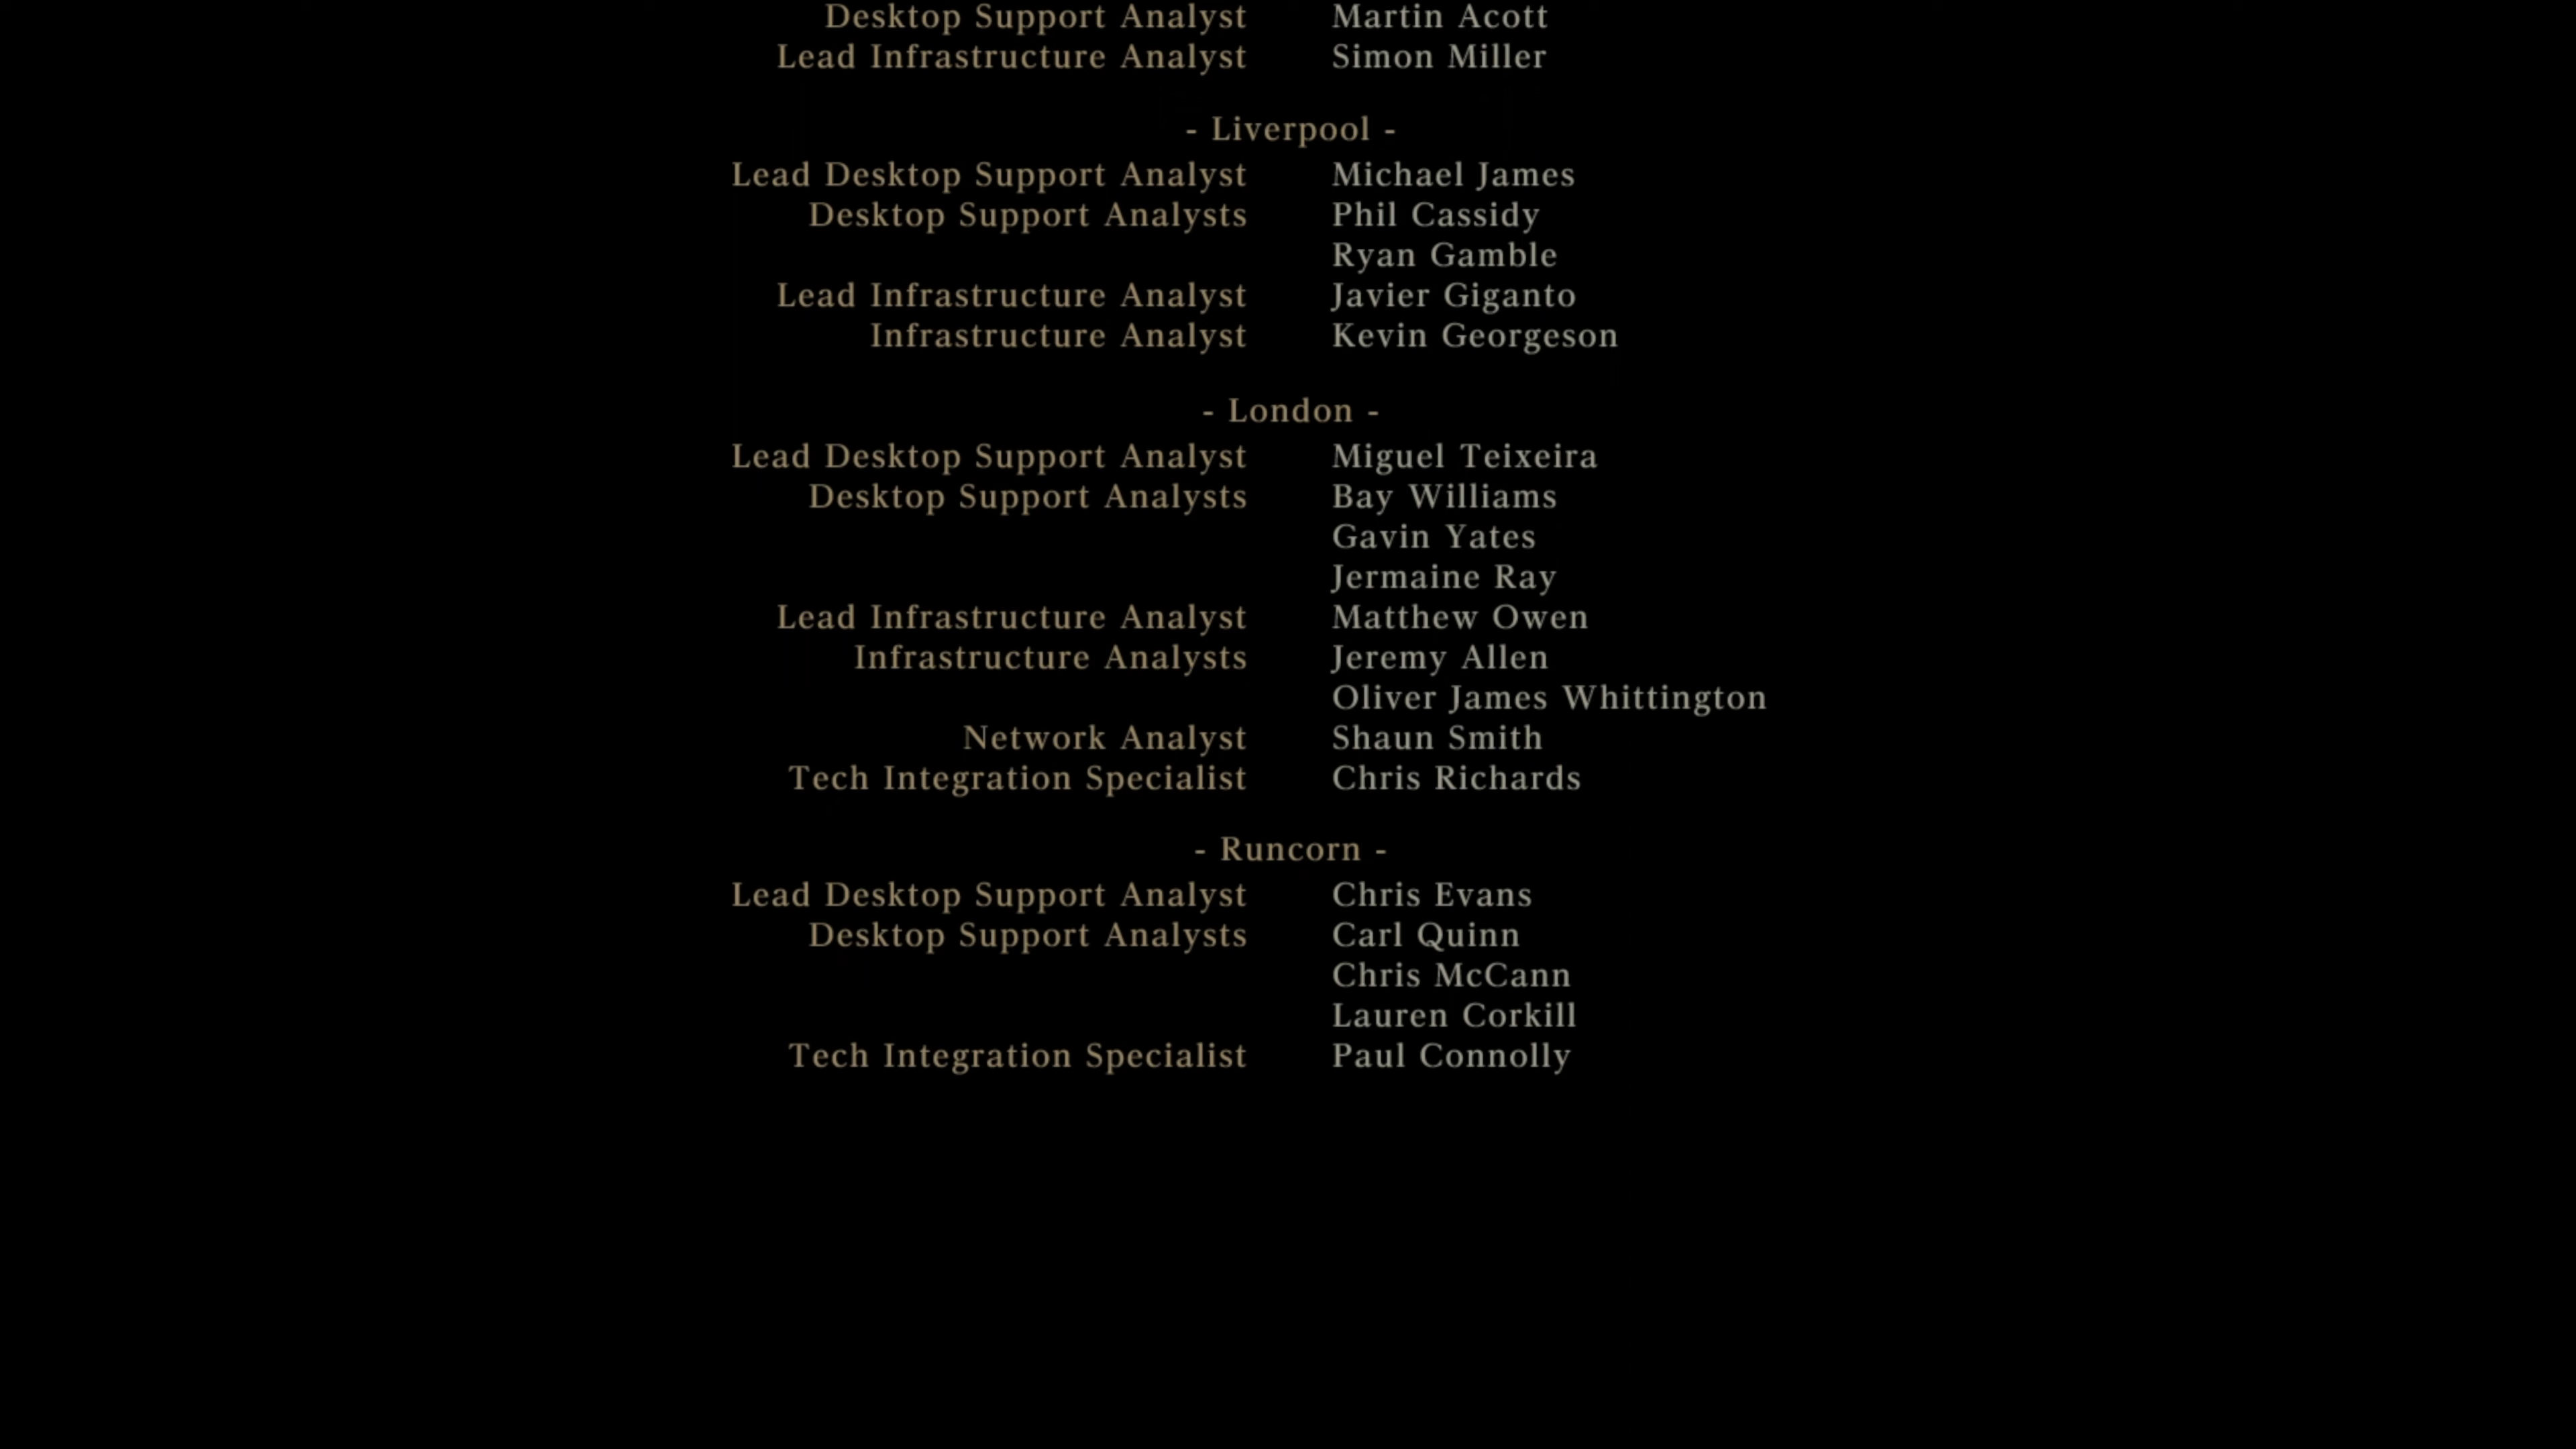 Desktop Support Analyst Martin Acott
Lead Infrastructure Analyst Simon Miller
- Liverpool -
Lead Desktop Support Analyst Michael James
Desktop Support Analysts Phil Cassidy
Ryan Gamble
Lead Infrastructure Analyst Javier Giganto
Infrastructure Analyst Kevin Georgeson
- London -
Lead Desktop Support Analyst Miguel Teixeira
Desktop Support Analysts Bay Williams
Gavin Yates
Jermaine Ray
Lead Infrastructure Analyst Matthew Owen
Infrastructure Analysts Jeremy Allen
Oliver James Whittington
Network Analyst Shaun Smith
Tech Integration Specialist Chris Richards
- Runcorn -
Lead Desktop Support Analyst Chris Evans
Desktop Support Analysts Carl Quinn
Chris McCann
Lauren Corkill
Tech Integration Specialist Paul Connolly